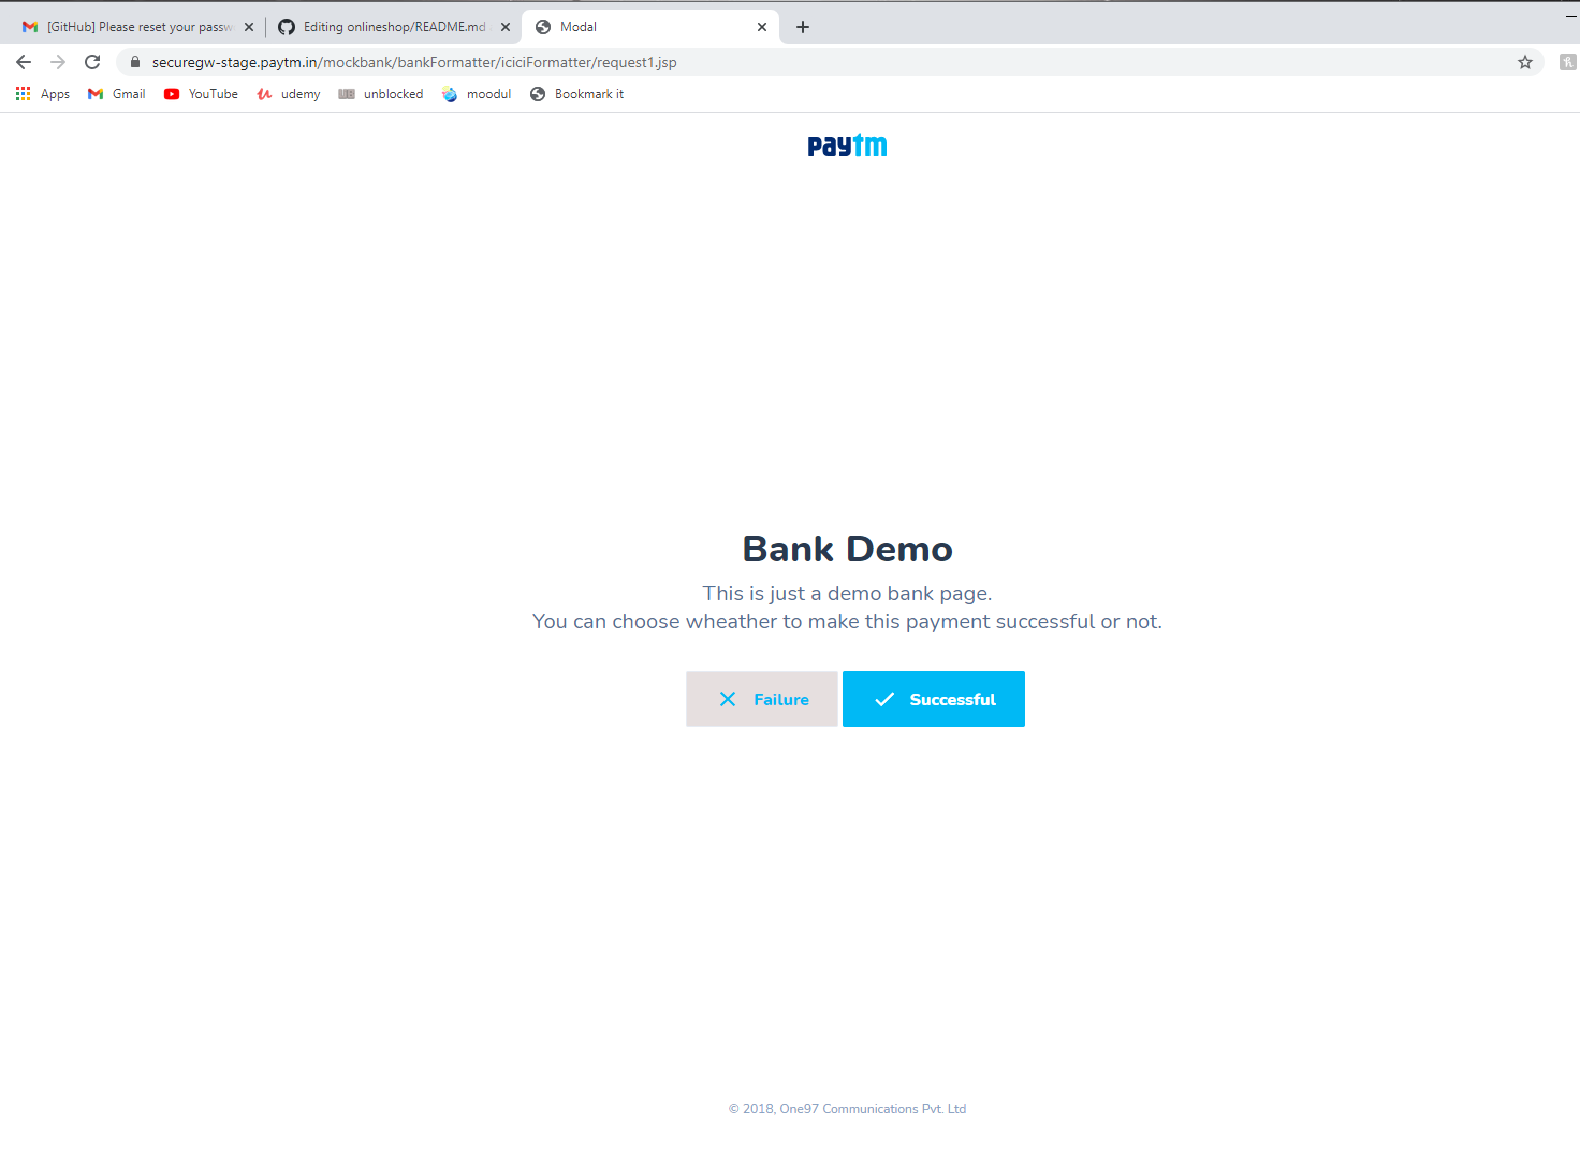 [GitHub] Please reset your passw
Editing onlineshop/README.md
Modal
securegw-stage.paytm.in/mockbank/bankFormatter/iciciFormatter/request1.jsp
Apps
Gmail
YouTube
udemy
UB
unblocked
moodul
Bookmark it
paytm
Bank Demo
This is just a demo bank page.
You can choose wheather to make this payment successful or not.
Failure
Successful
© 2018, One97 Communications Pvt. Ltd